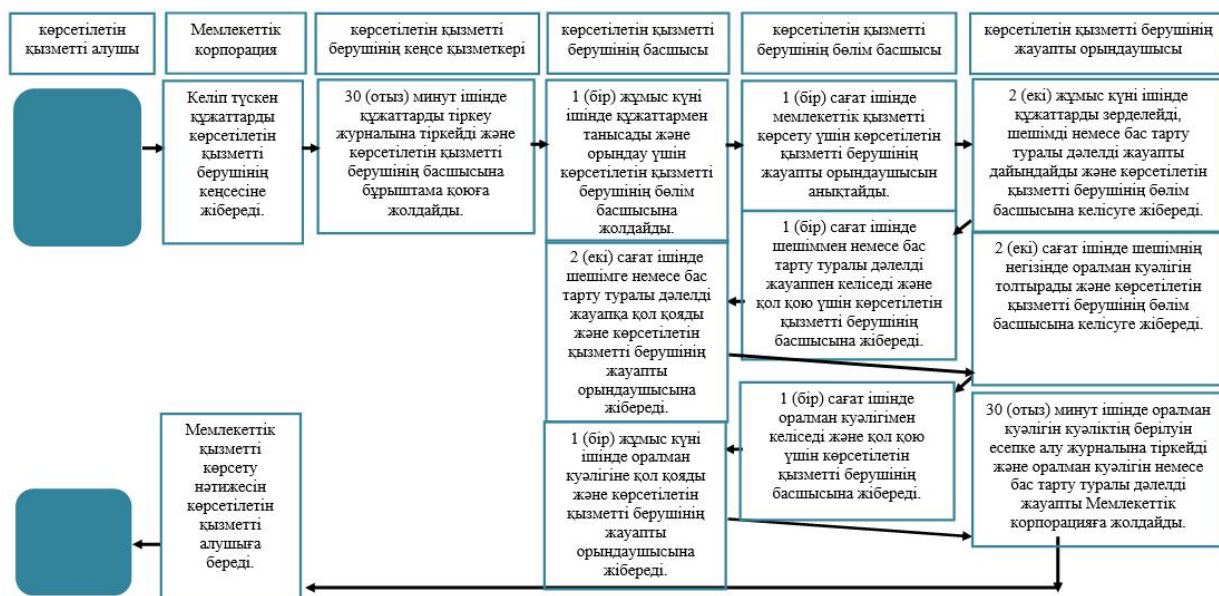 көрсетілетін
қызметті алушы
Мемлекеттік
корпорация
көрсетілетін қызметті
берушінің кеңсе қызметкері
көрсетілетін қызметті
берушінің басшысы
көрсетілетін қызметті
берушінің бөлім басшысы
көрсетілетін қызметті берушінің
жауапты орындаушысы
Келіп түскен
құжаттарды
көрсетілетін
қызметті
берушінің
кеңсесіне
жібереді.
30 (отыз) минут ішінде
құжаттарды тіркеу
журналына тіркейді және
көрсетілетін қызметті
берушінің басшысына
бұрыштама қоюға
жолдайды.
1 (бір) жұмыс күні
ішінде құжаттармен
танысады және
орындау үшін
көрсетілетін қызметті
берушінің бөлім
басшысына
жолдайды.
1 (бір) сағат ішінде
мемлекеттік қызметті
көрсету үшін көрсетілетін
қызметті берушінің
жауапты орындаушысын
анықтайды.
2 (екі) жұмыс күні ішінде
құжаттарды зерделейді,
шешімді немесе бас тарту
туралы дәлелді жауапты
дайындайды және көрсетілетін
қызметті берушінің бөлім
басшысына келісуге жібереді.
1 (бір) сағат ішінде
шешіммен немесе бас
тарту туралы дәлелді
жауаппен келіседі және
қол қою үшін көрсетілетін
қызметті берушінің
басшысына жібереді.
2 (екі) сағат ішінде
шешімге немесе бас
тарту туралы дәлелді
жауапқа қол қояды
және көрсетілетін
қызметті берушінің
жауапты
орындаушысына
жібереді.
2 (екі) сағат ішінде шешімнің
негізінде оралман куәлігін
толтырады және көрсетілетін
қызметті берушінің бөлім
басшысына келісуге жібереді.
1 (бір) сағат ішінде
оралман куәлігімен
келіседі және қол қою
үшін көрсетілетін
қызметті берушінің
басшысына жібереді.
1 (бір) жұмыс күні
ішінде оралман
куәлігіне қол қояды
және көрсетілетін
қызметті берушінің
жауапты
орындаушысына
жібереді.
30 (отыз) минут ішінде оралман
куәлігін куәліктің берілуін
есепке алу журналына тіркейді
және оралман куәлігін немесе
бас тарту туралы дәлелді
жауапты Мемлекеттік
корпорацияға жолдайды.
Мемлекеттік
қызметті
көрсету
нәтижесін
көрсетілетін
қызметті
алушыға
береді.